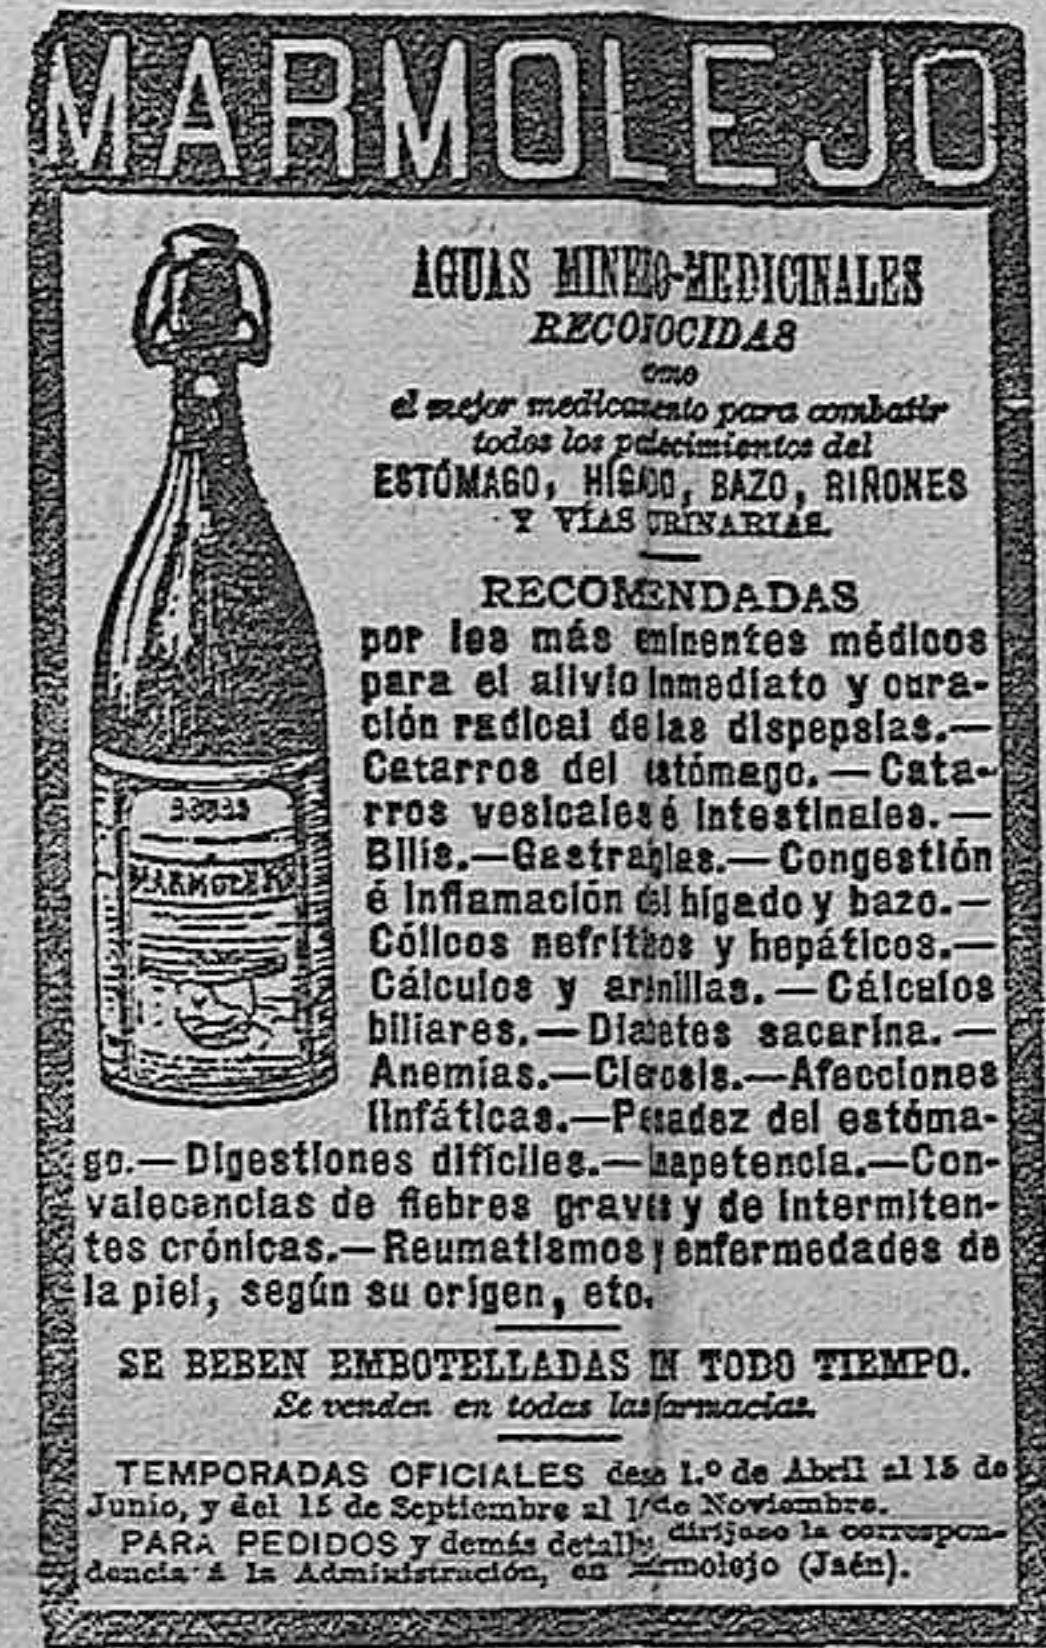 MARMOLEJO
AGUAS MINERO-MEDICINALES
RECONOCIDAS
como
el mejor medicamento para combatir
todos los padecimientos del
ESTÓMAGO, HÍGADO, BAZO, RIÑONES
Y VÍAS URINARIAS.
RECOMENDADAS
por los más eminentes médicos
para el alivio inmediato y cura-
ción radical de las dispepsias.—
Catarros del estómago.—Cata-
rros vesicales é intestinales.—
Bilis.—Gastralgias.—Congestión
é inflamación del hígado y bazo.—
Cólicos nefríticos y hepáticos.—
Cálculos y arenillas.—Cálculos
biliares.—Diabetes sacarina.—
Anemias.—Clorosis.—Afecciones
linfáticas.—Pesadez del estóma-
go.—Digestiones difíciles.—Inapetencia.—Con-
valecencias de fiebres graves y de intermiten-
tes crónicas.—Reumatismos y enfermedades de
la piel, según su origen, etc.
SE BEBEN EMBOTELLADAS EN TODO TIEMPO.
Se venden en todas las farmacias.
TEMPORADAS OFICIALES desde 1.º de Abril al 15 de
Junio, y del 15 de Septiembre al de Noviembre.
PARA PEDIDOS y demás detalles diríjase la correspon-
dencia á la Administración, en Marmolejo (Jaén).
MARMOLEJO